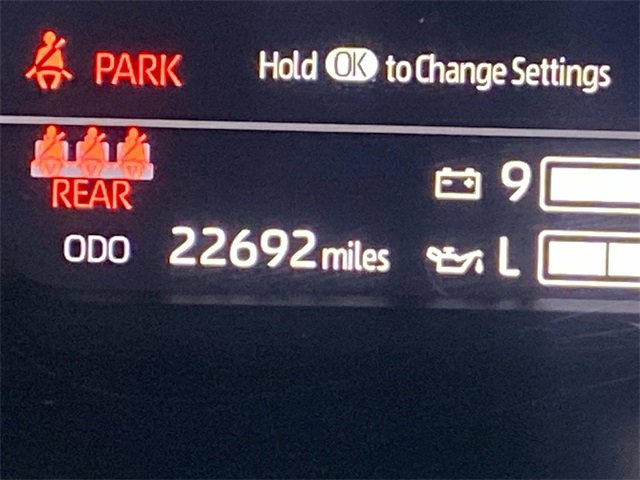 PARK
Hold OK to Change Settings
REAR
9
ODO 22692 miles
L